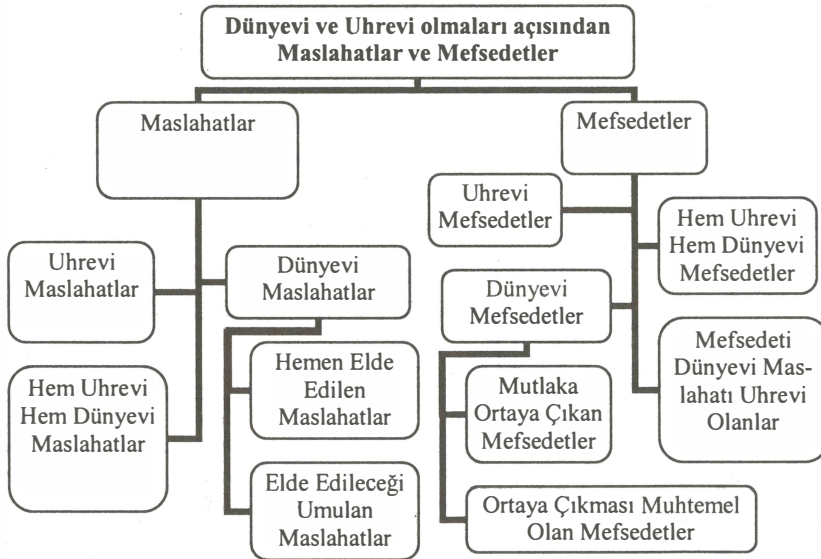 Dünyevi ve Uhrevi olmaları açısından
Maslahatlar ve Mefsedetler
Maslahatlar
Uhrevi
Maslahatlar
Dünyevi
Maslahatlar
Hem Uhrevi
Hem Dünyevi
Maslahatlar
Hemen Elde
Edilen
Maslahatlar
Elde Edileceği
Umulan
Maslahatlar
Mefsedetler
Uhrevi
Mefsedetler
Hem Uhrevi
Hem Dünyevi
Mefsedetler
Dünyevi
Mefsedetler
Mefsedeti
Dünyevi Mas-
lahatı Uhrevi
Olanlar
Mutlaka
Ortaya Çıkan
Mefsedetler
Ortaya Çıkması Muhtemel
Olan Mefsedetler